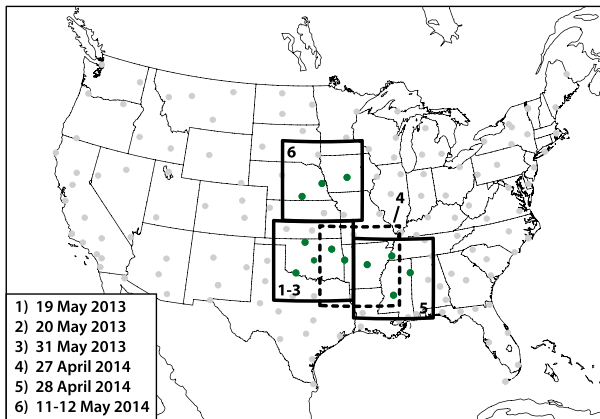 6
4
1-3
5
1) 19 May 2013
2) 20 May 2013
3) 31 May 2013
4) 27 April 2014
5) 28 April 2014
6) 11-12 May 2014